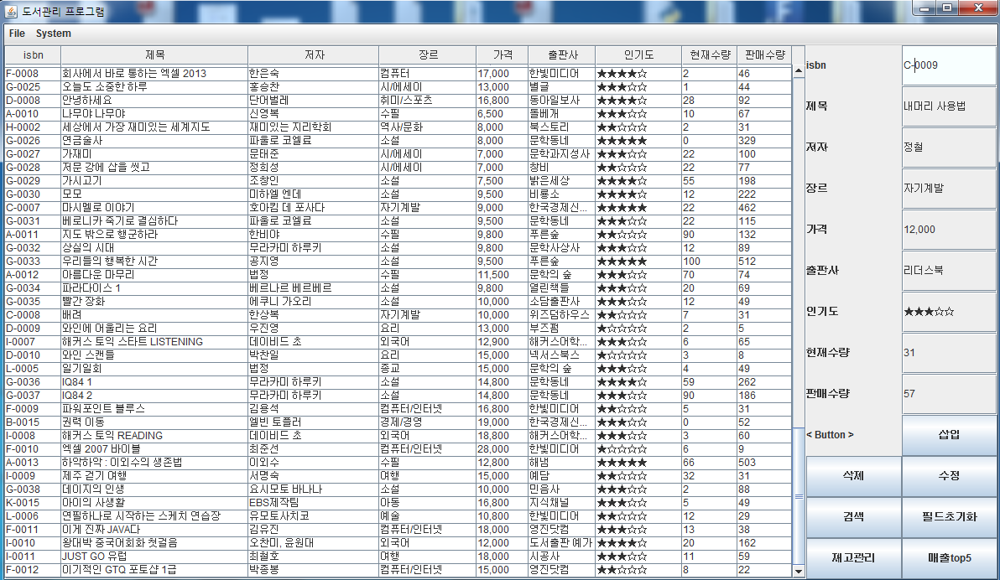 도서관리 프로그램
File System
isbn 제목 저자 장르 가격 출판사 인기도 현재수량 판매수량
F-0008 회사에서 바로 통하는 엑셀 2013 한은숙 컴퓨터 17,000 한빛미디어 ★★★★☆ 2 46
G-0025 오늘도 소중한 하루 홍승찬 시/에세이 13,000 별글 ★★★☆☆ 1 44
D-0008 안녕하세요 단어벌레 취미/스포츠 16,800 동아일보사 ★★★★☆ 28 92
A-0010 나무야 나무야 신영복 수필 6,500 돌베개 ★★★☆☆ 10 67
H-0002 세상에서 가장 재미있는 세계지도 재미있는 지리학회 역사/문화 8,000 북스토리 ★★☆☆☆ 2 31
G-0026 연금술사 파울로 코엘료 소설 8,000 문학동네 ★★★★★ 0 329
G-0027 가재미 문태준 시/에세이 7,000 문학과지성사 ★★★☆☆ 22 100
G-0028 저문 강에 삽을 씻고 정희성 시/에세이 7,000 창비 ★★★☆☆ 22 77
G-0029 가시고기 조창인 소설 7,500 밝은세상 ★★★★☆ 55 198
G-0030 모모 미하엘 엔데 소설 9,500 비룡소 ★★★★☆ 12 222
C-0007 마시멜로 이야기 호아킴 데 포사다 자기계발 9,000 한국경제신... ★★★★★ 22 462
G-0031 베로니카 죽기로 결심하다 파울로 코엘료 소설 9,500 문학동네 ★★★☆☆ 22 115
A-0011 지도 밖으로 행군하라 한비야 수필 9,800 푸른숲 ★★★☆☆ 90 132
G-0032 상실의 시대 무라카미 하루키 소설 9,800 문학사상사 ★★★☆☆ 12 89
G-0033 우리들의 행복한 시간 공지영 소설 9,500 푸른숲 ★★★★★ 100 512
A-0012 아름다운 마무리 법정 수필 11,500 문학의 숲 ★★★☆☆ 70 74
G-0034 파라다이스 1 베르나르 베르베르 소설 9,800 열린책들 ★★★☆☆ 20 69
G-0035 빨간 장화 에쿠니 가오리 소설 10,000 소담출판사 ★★★☆☆ 12 49
C-0008 배려 한상복 자기계발 10,000 위즈덤하우스 ★★☆☆☆ 7 31
D-0009 와인에 어울리는 요리 우진영 요리 13,000 부즈펌 ★☆☆☆☆ 2 5
I-0007 해커스 토익 스타트 LISTENING 데이비드 초 외국어 12,900 해커스어학... ★★★☆☆ 6 65
D-0010 와인 스캔들 박찬일 요리 15,000 넥서스북스 ★☆☆☆☆ 3 8
L-0005 일기일회 법정 종교 15,000 문학의 숲 ★★★☆☆ 4 49
G-0036 IQ84 1 무라카미 하루키 소설 14,800 문학동네 ★★★★☆ 59 262
G-0037 IQ84 2 무라카미 하루키 소설 14,800 문학동네 ★★★★☆ 90 186
F-0009 파워포인트 블루스 김용석 컴퓨터/인터넷 16,800 한빛미디어 ★★☆☆☆ 5 31
B-0015 권력 이동 엘빈 토플러 경제/경영 19,000 한국경제신... ★★★☆☆ 0 52
I-0008 해커스 토익 READING 데이비드 초 외국어 18,800 해커스어학... ★★★☆☆ 3 60
F-0010 엑셀 2007 바이블 최준선 컴퓨터/인터넷 28,000 한빛미디어 ★☆☆☆☆ 6 9
A-0013 하악하악 : 이외수의 생존법 이외수 수필 12,800 해냄 ★★★★★ 66 503
I-0009 제주 걷기 여행 서명숙 여행 15,000 예담 ★★★☆☆ 32 31
G-0038 데이지의 인생 요시모토 바나나 소설 10,000 민음사 ★★★☆☆ 2 88
K-0015 아이의 사생활 EBS제작팀 아동 16,800 지식채널 ★★★☆☆ 5 49
L-0006 연필하나로 시작하는 스케치 연습장 유모토사치코 예술 10,800 한빛미디어 ★★☆☆☆ 12 29
F-0011 이게 진짜 JAVA다 김유진 컴퓨터/인터넷 18,000 영진닷컴 ★★☆☆☆ 13 38
I-0010 왕대박 중국어회화 첫걸음 오찬미, 윤원대 외국어 12,000 도서출판 예가 ★★★★☆ 20 162
I-0011 JUST GO 유럽 최철호 여행 18,000 시공사 ★★★☆☆ 11 59
F-0012 이기적인 GTQ 포토샵 1급 박종봉 컴퓨터/인터넷 15,000 영진닷컴 ★★☆☆☆ 8 22
isbn C-0009
제목 내머리 사용법
저자 정철
장르 자기계발
가격 12,000
출판사 리더스북
인기도 ★★★☆☆
현재수량 31
판매수량 57
< Button > 삽입
삭제 수정
검색 필드초기화
재고관리 매출top5